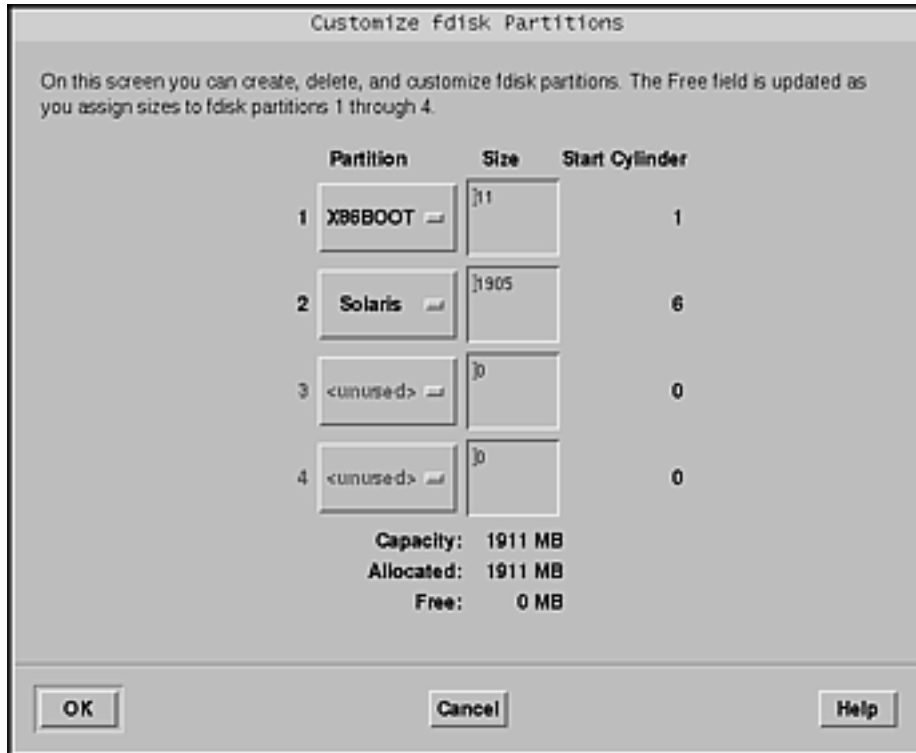 Customize fdisk Partitions
On this screen you can create, delete, and customize fdisk partitions. The Free field is updated as
you assign sizes to fdisk partitions 1 through 4.
Partition Size Start Cylinder
1 X86BOOT 11 1
2 Solaris 1905 6
3 <unused> 0 0
4 <unused> 0 0
Capacity: 1911 MB
Allocated: 1911 MB
Free: 0 MB
OK Cancel Help